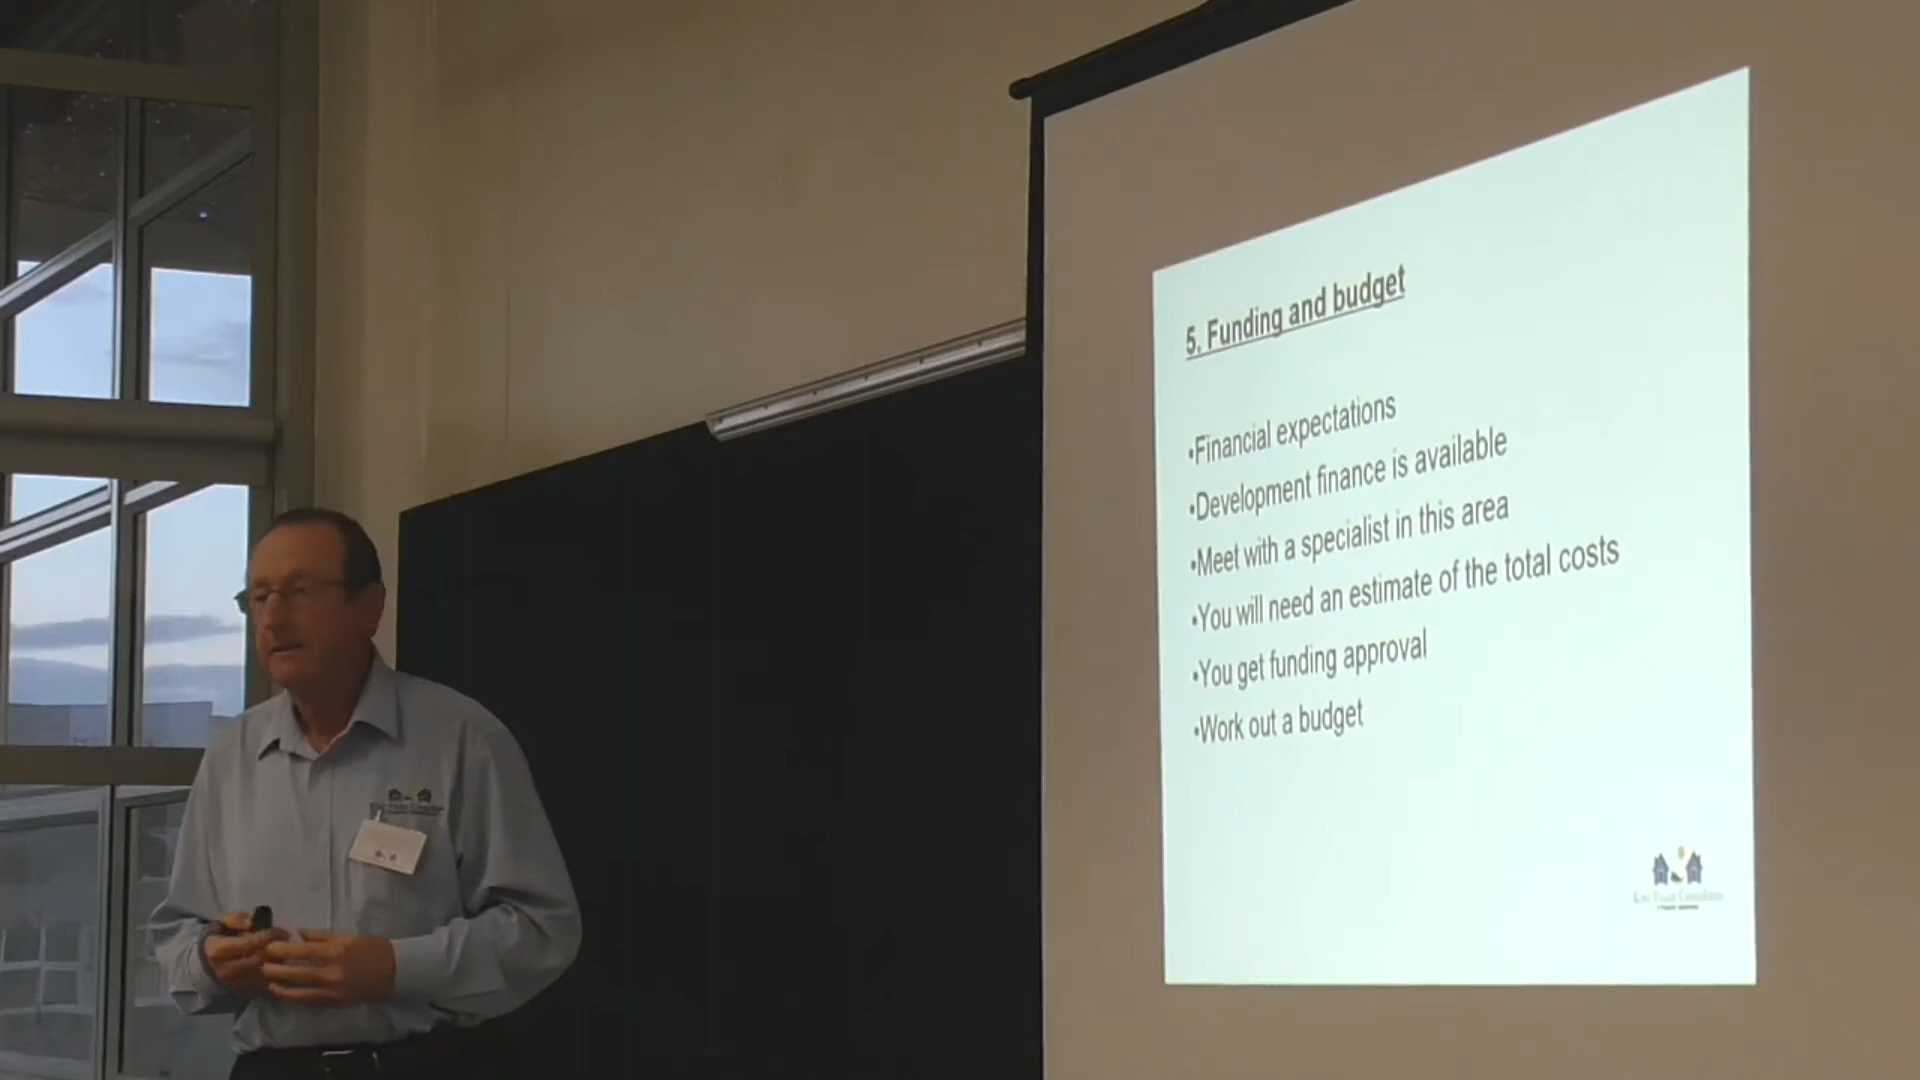 5. Funding and budget
•Financial expectations
•Development finance is available
•Meet with a specialist in this area
•You will need an estimate of the total costs
•You get funding approval
•Work out a budget